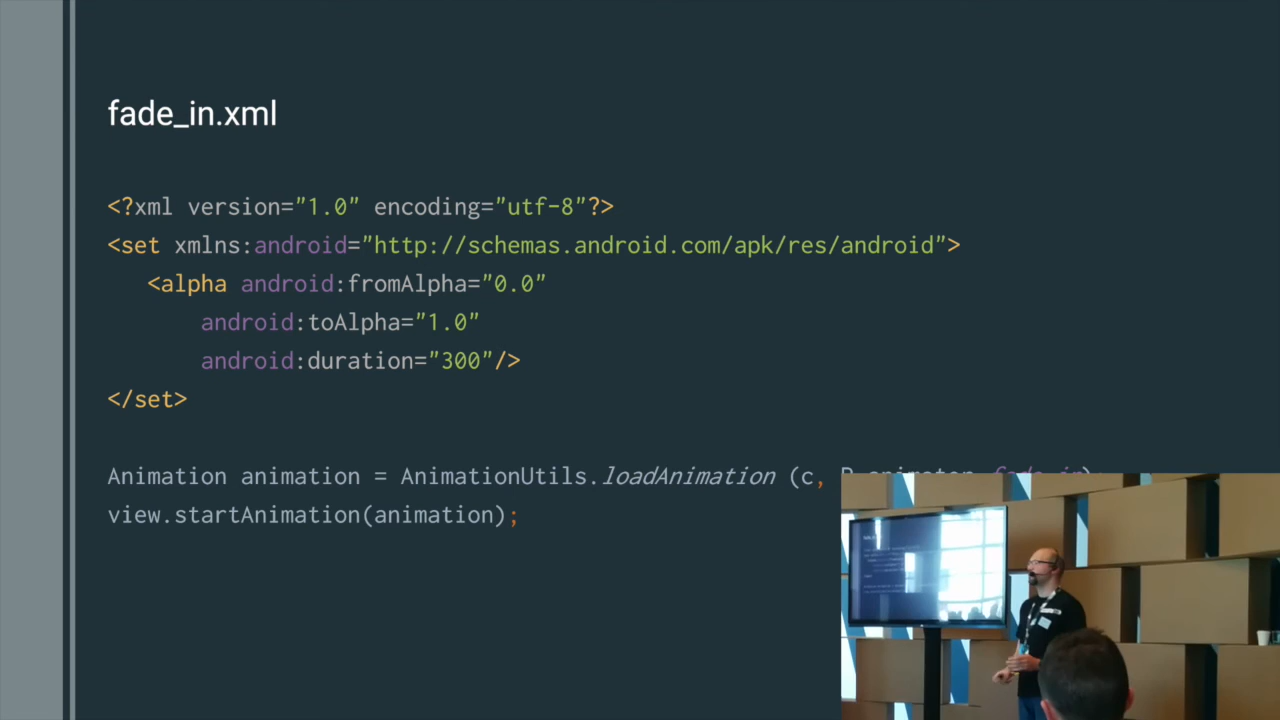 fade_in.xml
<?xml version="1.0" encoding="utf-8"?>
<set xmlns:android="http://schemas.android.com/apk/res/android">
<alpha android:fromAlpha="0.0"
android:toAlpha="1.0"
android:duration="300"/>
</set>
Animation animation = AnimationUtils.loadAnimation (c, R.animator.fade_in);
view.startAnimation(animation);